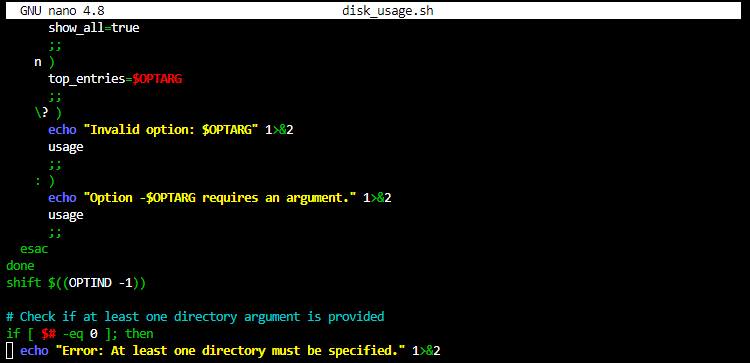 GNU nano 4.8 disk_usage.sh
show_all=true
;;
n )
top_entries=$OPTARG
;;
\? )
echo "Invalid option: $OPTARG" 1>&2
usage
;;
: )
echo "Option -$OPTARG requires an argument." 1>&2
usage
;;
esac
done
shift $((OPTIND -1))
# Check if at least one directory argument is provided
if [ $# -eq 0 ]; then
echo "Error: At least one directory must be specified." 1>&2